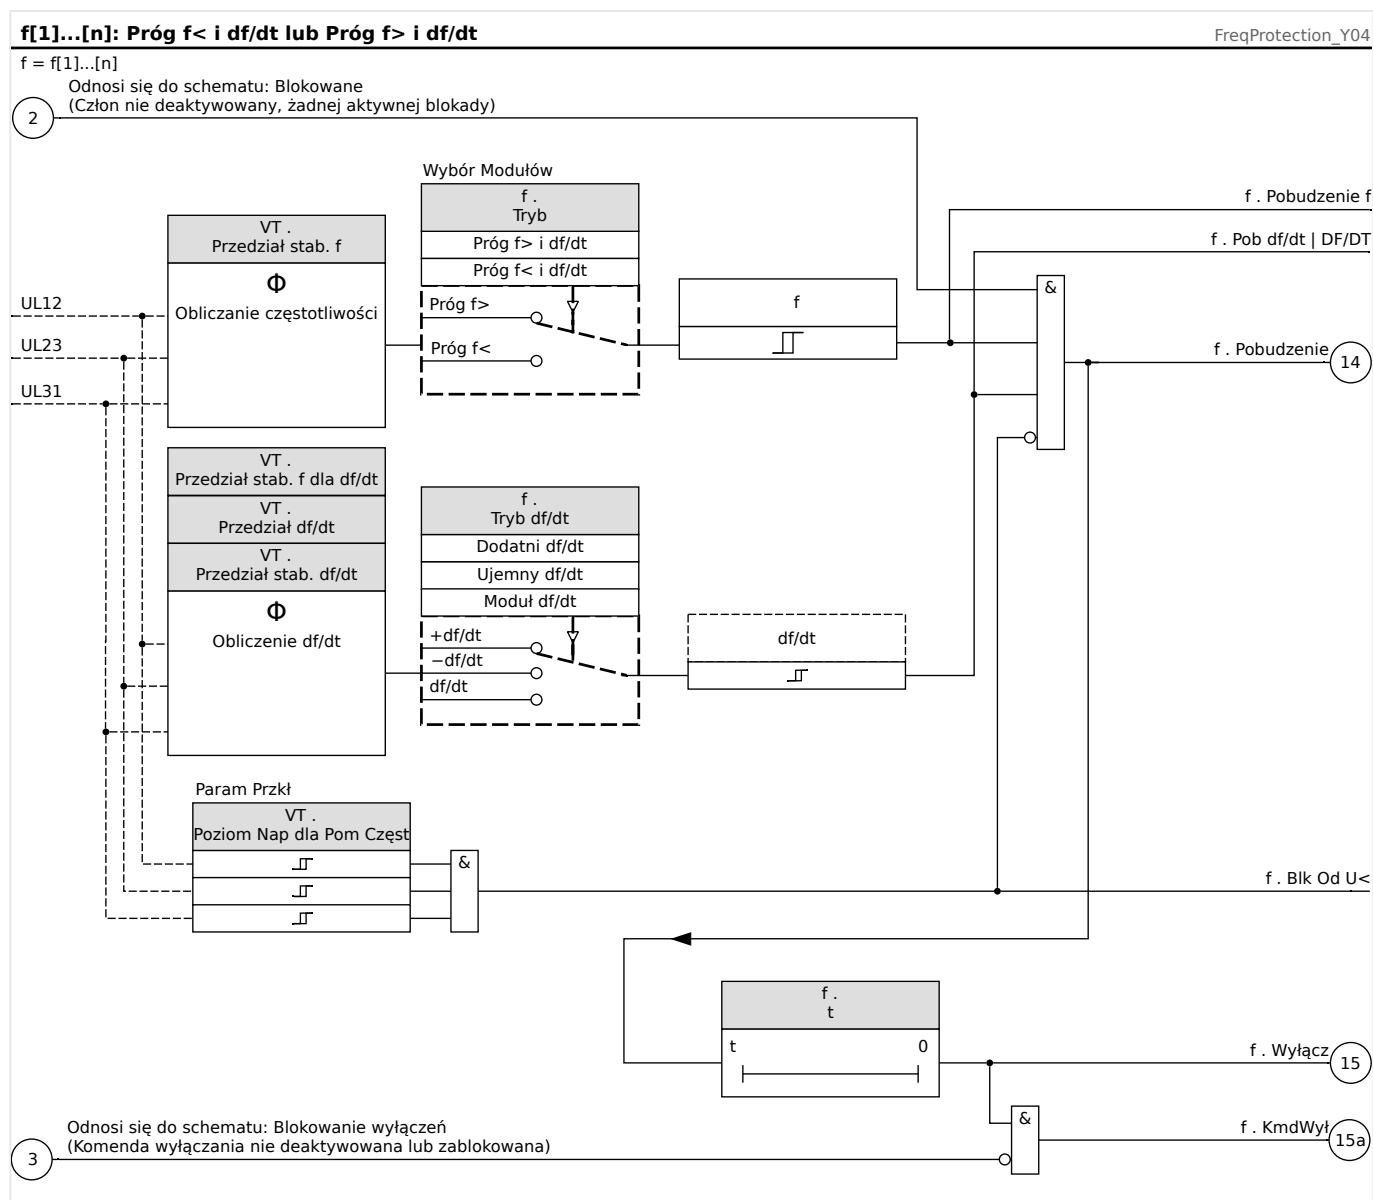 f[1]...[n]: Próg f< i df/dt lub Próg f> i df/dt
FreqProtection_Y04
f = f[1]...[n]
Odnosi się do schematu: Blokowane
(Człon nie deaktywowany, żadnej aktywnej blokady)
2
Wybór Modułów
f .
Tryb
Próg f> i df/dt
Próg f< i df/dt
Próg f>
Próg f<
VT .
Przedział stab. f
Φ
Obliczanie częstotliwości
UL12
UL23
UL31
f
f . Pobudzenie f
f . Pob df/dt | DF/DT
&
f . Pobudzenie
14
VT .
Przedział stab. f dla df/dt
VT .
Przedział df/dt
VT .
Przedział stab. df/dt
Φ
Obliczenie df/dt
f .
Tryb df/dt
Dodatni df/dt
Ujemny df/dt
Moduł df/dt
+df/dt
−df/dt
df/dt
df/dt
Param Przkł
VT .
Poziom Nap dla Pom Częst
&
f . Blk Od U<
f .
t
t
0
f . Wyłącz
15
&
f . KmdWył
15a
Odnosi się do schematu: Blokowanie wyłączeń
(Komenda wyłączania nie deaktywowana lub zablokowana)
3